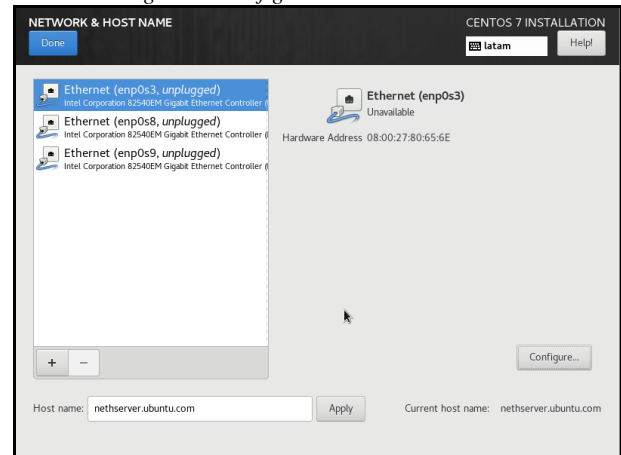 NETWORK & HOST NAME
CENTOS 7 INSTALLATION
Done
latam
Help!
Ethernet (enp0s3, unplugged)
Intel Corporation 82540EM Gigabit Ethernet Controller (
Ethernet (enp0s8, unplugged)
Intel Corporation 82540EM Gigabit Ethernet Controller (
Ethernet (enp0s9, unplugged)
Intel Corporation 82540EM Gigabit Ethernet Controller (
Ethernet (enp0s3)
Unavailable
Hardware Address 08:00:27:80:65:6E
+ −
Configure...
Host name: nethserver.ubuntu.com Apply Current host name: nethserver.ubuntu.com